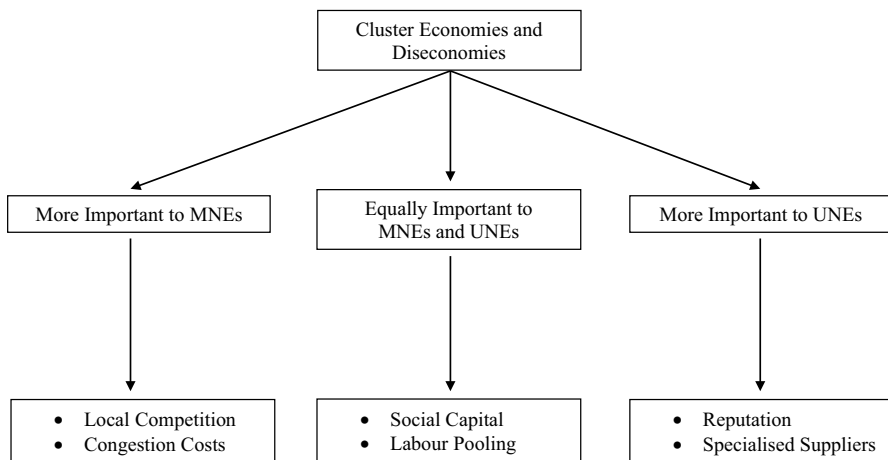 Cluster Economies and
Diseconomies
More Important to MNEs
Equally Important to
MNEs and UNEs
More Important to UNEs
• Local Competition
• Congestion Costs
• Social Capital
• Labour Pooling
• Reputation
• Specialised Suppliers